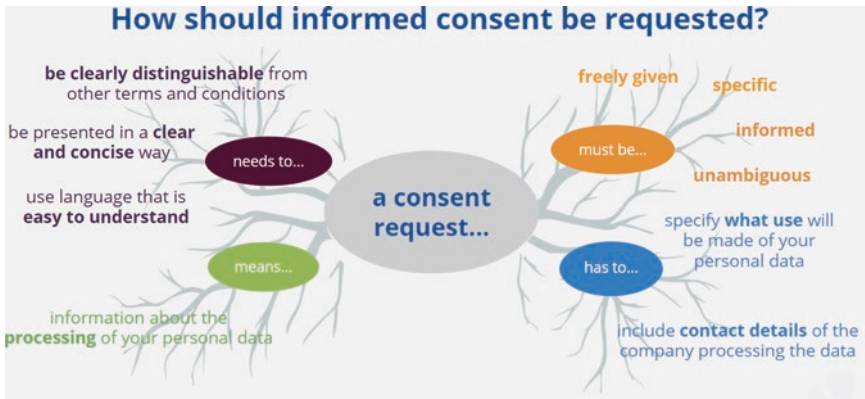 How should informed consent be requested?
be clearly distinguishable from
other terms and conditions
be presented in a clear
and concise way
use language that is
easy to understand
needs to...
means...
information about the
processing of your personal data
a consent
request...
freely given
specific
informed
unambiguous
must be...
has to...
specify what use will
be made of your
personal data
include contact details of the
company processing the data